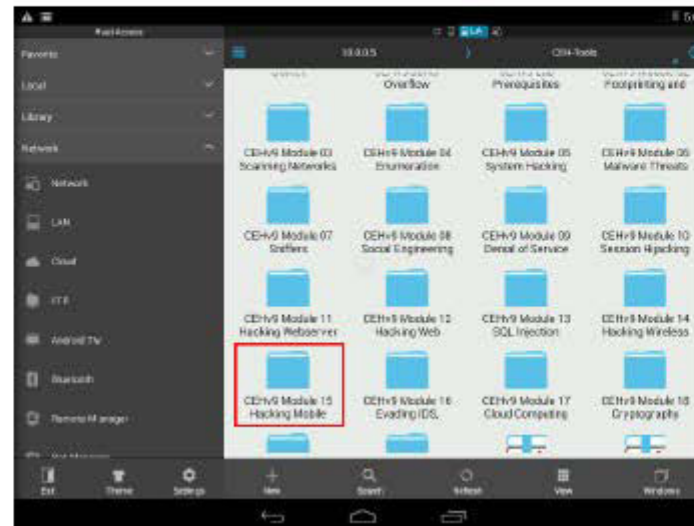 Fast Access
LAN
10.0.0.5
CEH-Tools
Favorite
Local
Library
Network
Network
LAN
Cloud
FTP
Android TV
Bluetooth
Remote Manager
Overflow
Prerequisites
Footprinting and
CEHv9 Module 03
Scanning Networks
CEHv9 Module 04
Enumeration
CEHv9 Module 05
System Hacking
CEHv9 Module 06
Malware Threats
CEHv9 Module 07
Sniffers
CEHv9 Module 08
Social Engineering
CEHv9 Module 09
Denial of Service
CEHv9 Module 10
Session Hijacking
CEHv9 Module 11
Hacking Webserver
CEHv9 Module 12
Hacking Web
CEHv9 Module 13
SQL Injection
CEHv9 Module 14
Hacking Wireless
CEHv9 Module 15
Hacking Mobile
CEHv9 Module 16
Evading IDS,
CEHv9 Module 17
Cloud Computing
CEHv9 Module 18
Cryptography
Exit
Theme
Settings
New
Search
Refresh
View
Windows